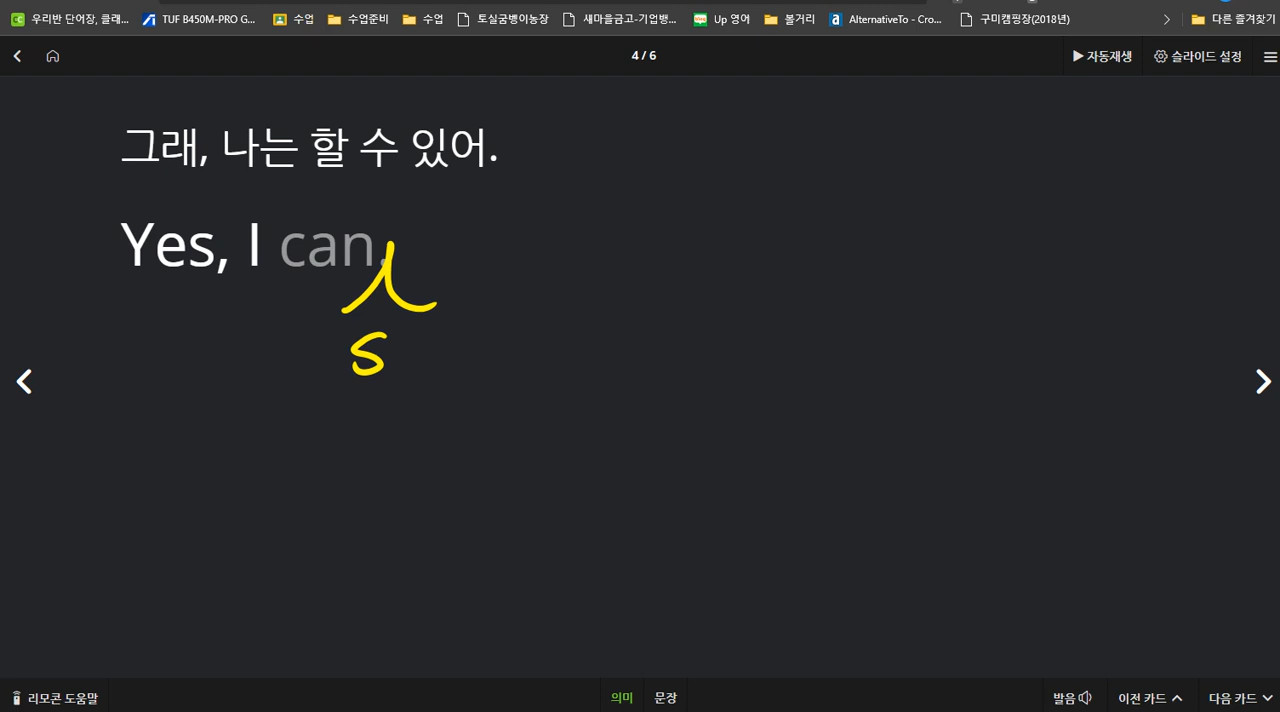 우리반 단어장, 클래... TUF B450M-PRO G... 수업 수업준비 수업 토실굼뱅이농장 새마을금고-기업뱅... Up 영어 볼거리 AlternativeTo - Cro... 구미캠핑장(2018년) 다른 즐겨찾기
4 / 6 자동재생 슬라이드 설정
그래, 나는 할 수 있어.
Yes, I can.
s
리모콘 도움말 의미 문장 발음 이전 카드 다음 카드